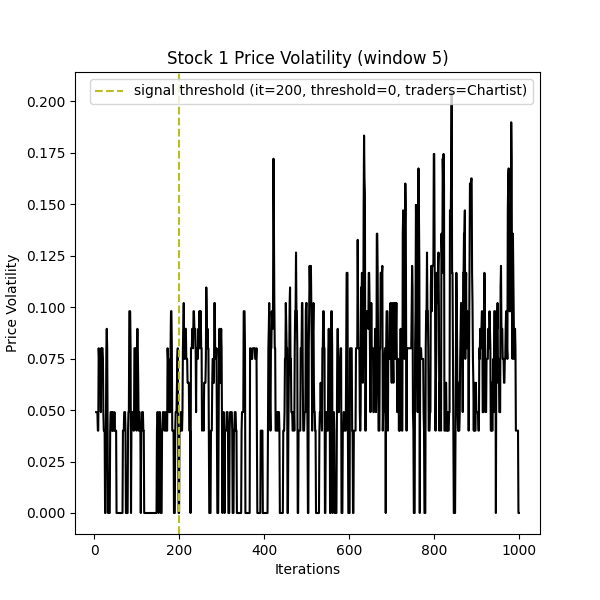 Stock 1 Price Volatility (window 5)
signal threshold (it=200, threshold=0, traders=Chartist)
0.200
0.175
0.150
0.125
0.100
0.075
0.050
0.025
0.000
Price Volatility
0 200 400 600 800 1000
Iterations